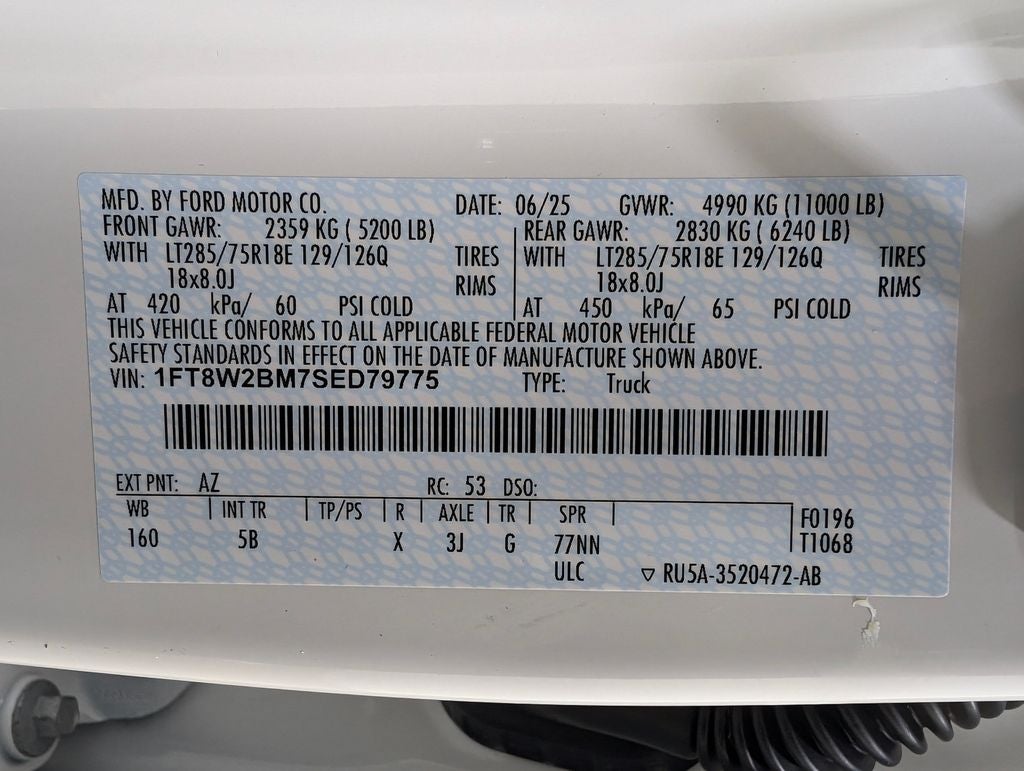 MFD. BY FORD MOTOR CO. DATE: 06/25 GVWR: 4990 KG (11000 LB)
FRONT GAWR: 2359 KG ( 5200 LB) REAR GAWR: 2830 KG ( 6240 LB)
WITH LT285/75R18E 129/126Q TIRES WITH LT285/75R18E 129/126Q TIRES
18x8.0J RIMS 18x8.0J RIMS
AT 420 kPa/ 60 PSI COLD AT 450 kPa/ 65 PSI COLD
THIS VEHICLE CONFORMS TO ALL APPLICABLE FEDERAL MOTOR VEHICLE
SAFETY STANDARDS IN EFFECT ON THE DATE OF MANUFACTURE SHOWN ABOVE.
VIN: 1FT8W2BM7SED79775 TYPE: Truck
EXT PNT: AZ RC: 53 DSO:
WB INT TR TP/PS R AXLE TR SPR F0196
160 5B X 3J G 77NN T1068
ULC ▽ RU5A-3520472-AB